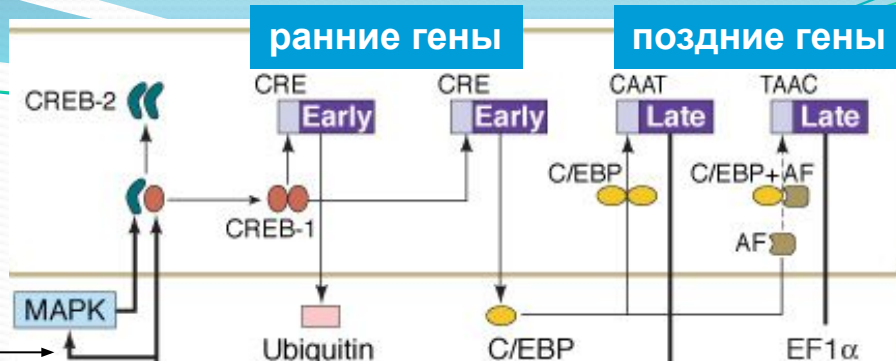 ранние гены
поздние гены
CREB-2
CRE
CRE
CAAT
TAAC
Early
Early
Late
Late
C/EBP
C/EBP+AF
CREB-1
AF
MAPK
Ubiquitin
C/EBP
EF1α